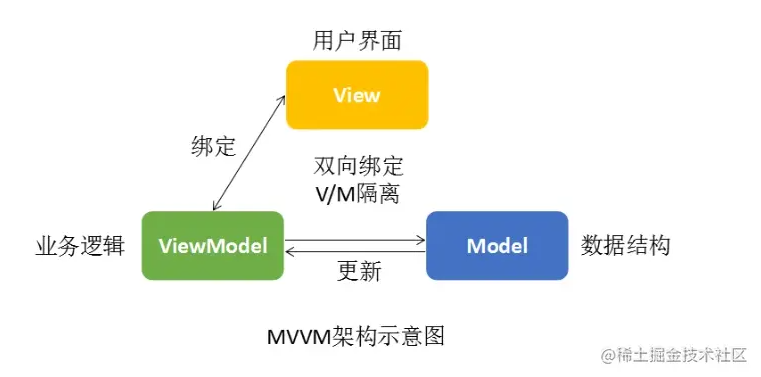 用户界面
View
绑定
双向绑定
V/M隔离
业务逻辑
ViewModel
Model
数据结构
更新
MVVM架构示意图
@稀土掘金技术社区